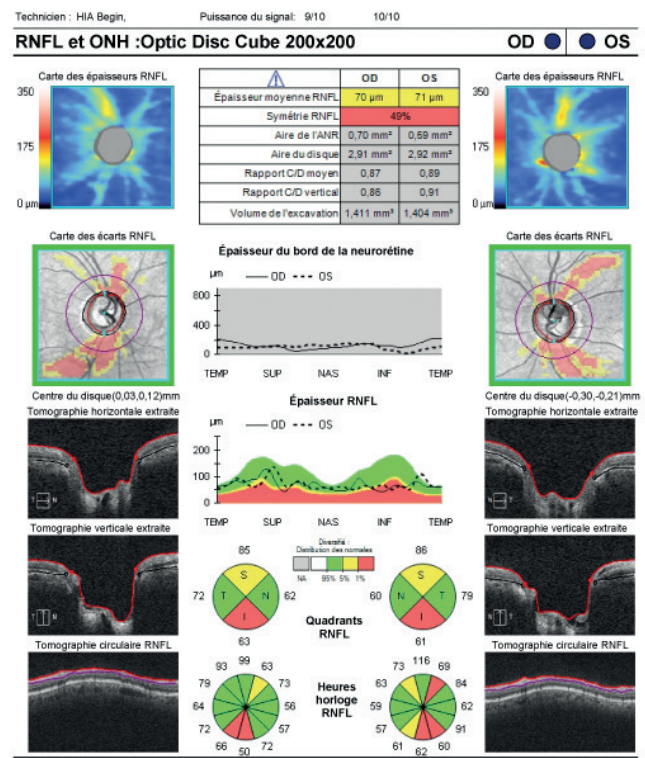 Technicien : HIA Begin, Puissance du signal: 9/10 10/10
RNFL et ONH :Optic Disc Cube 200x200 OD OS
Carte des épaisseurs RNFL
350
175
0 µm
OD OS
Épaisseur moyenne RNFL 70 µm 71 µm
Symétrie RNFL 49%
Aire de l'ANR 0,70 mm² 0,69 mm²
Aire du disque 2,91 mm² 2,92 mm²
Rapport C/D moyen 0,87 0,89
Rapport C/D vertical 0,86 0,91
Volume de l'excavation 1,411 mm³ 1,404 mm³
Carte des épaisseurs RNFL
350
175
0 µm
Carte des écarts RNFL
Centre du disque(0,03,0,12)mm
Épaisseur du bord de la neurorétine
µm OD OS
800
400
0
TEMP SUP NAS INF TEMP
Carte des écarts RNFL
Centre du disque(-0,30,-0,21)mm
Tomographie horizontale extraite
T N
Épaisseur RNFL
µm OD OS
200
100
0
TEMP SUP NAS INF TEMP
Tomographie horizontale extraite
N T
Tomographie verticale extraite
T N
Diversifié :
Distribution des normales
NA 95% 5% 1%
Tomographie verticale extraite
N T
85
72 S T N I 62
63
Quadrants
RNFL
86
60 S N T I 79
61
Tomographie circulaire RNFL
99
93 63
79 73
64 56
72 57
66 72
50
Heures
horloge
RNFL
116
73 69
63 84
59 62
57 91
61 60
62
Tomographie circulaire RNFL